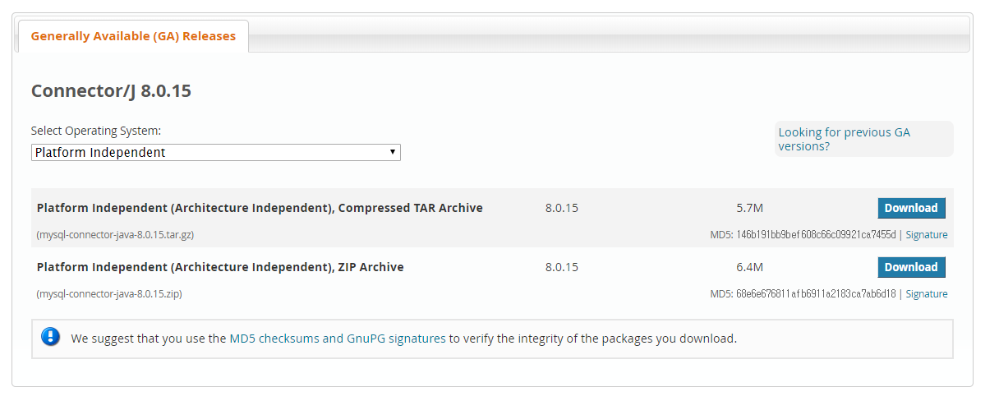 Generally Available (GA) Releases
Connector/J 8.0.15
Select Operating System:
Looking for previous GA
versions?
Platform Independent
Platform Independent (Architecture Independent), Compressed TAR Archive 8.0.15 5.7M Download
(mysql-connector-java-8.0.15.tar.gz) MD5: 146b191bb9bef608c66c09921ca7455d | Signature
Platform Independent (Architecture Independent), ZIP Archive 8.0.15 6.4M Download
(mysql-connector-java-8.0.15.zip) MD5: 68e6e676811afb6911a2183ca7ab6d18 | Signature
We suggest that you use the MD5 checksums and GnuPG signatures to verify the integrity of the packages you download.